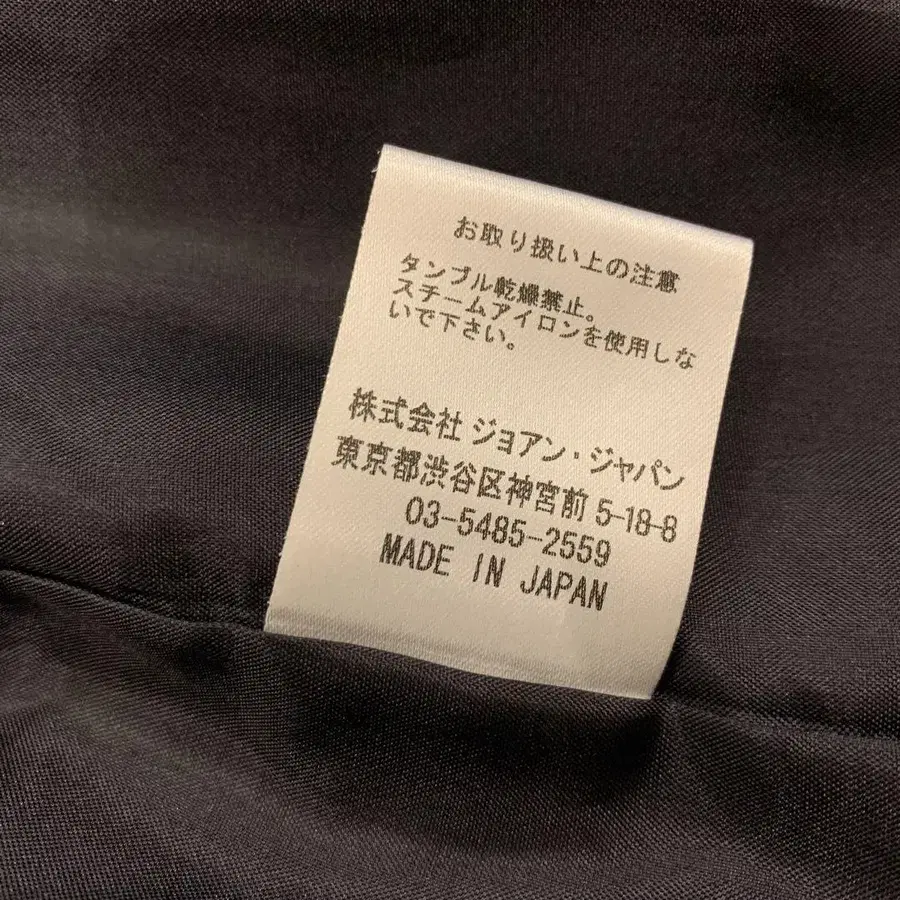 お取り扱い上の注意
タンブル乾燥禁止。
スチームアイロンを使用しな
いで下さい。
株式会社 ジョアン・ジャパン
東京都渋谷区神宮前 5-18-8
03-5485-2559
MADE IN JAPAN